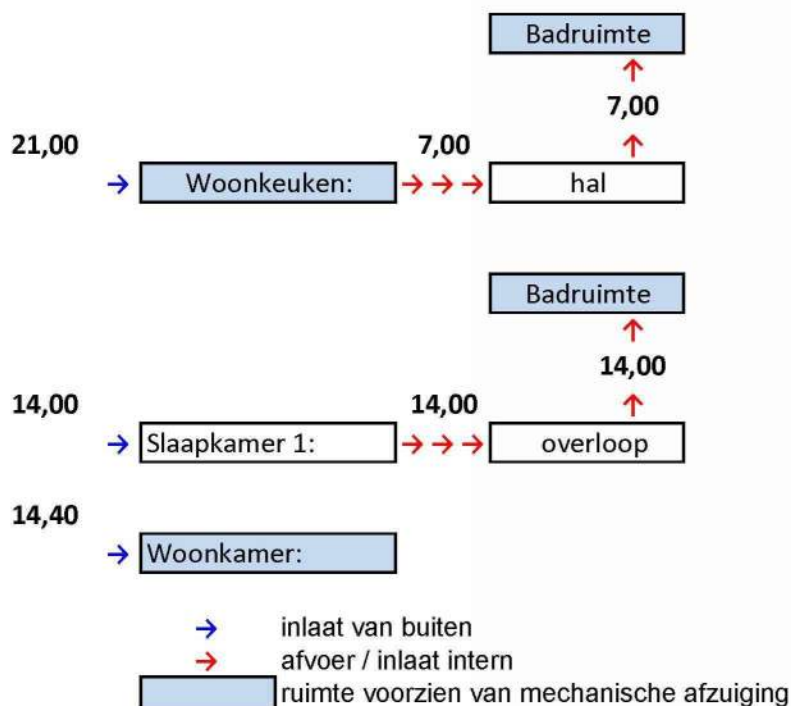 Badruimte
7,00
21,00 7,00
→ Woonkeuken: → → → hal
Badruimte
14,00
14,00 14,00
→ Slaapkamer 1: → → → overloop
14,40
→ Woonkamer:
→ inlaat van buiten
→ afvoer / inlaat intern
ruimte voorzien van mechanische afzuiging